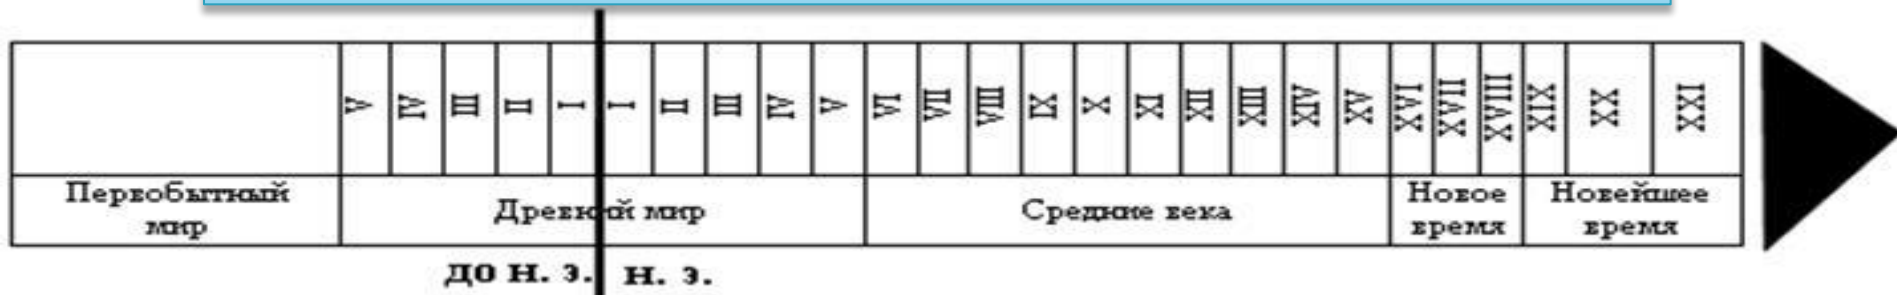 V IV III II I I II III IV V VI VII VIII IX X XI XII XIII XIV XV XVI XVII XVIII XIX XX XXI
Первобытный
мир
Древний мир
Средние века
Новое
время
Новейшее
время
до н. э. н. э.